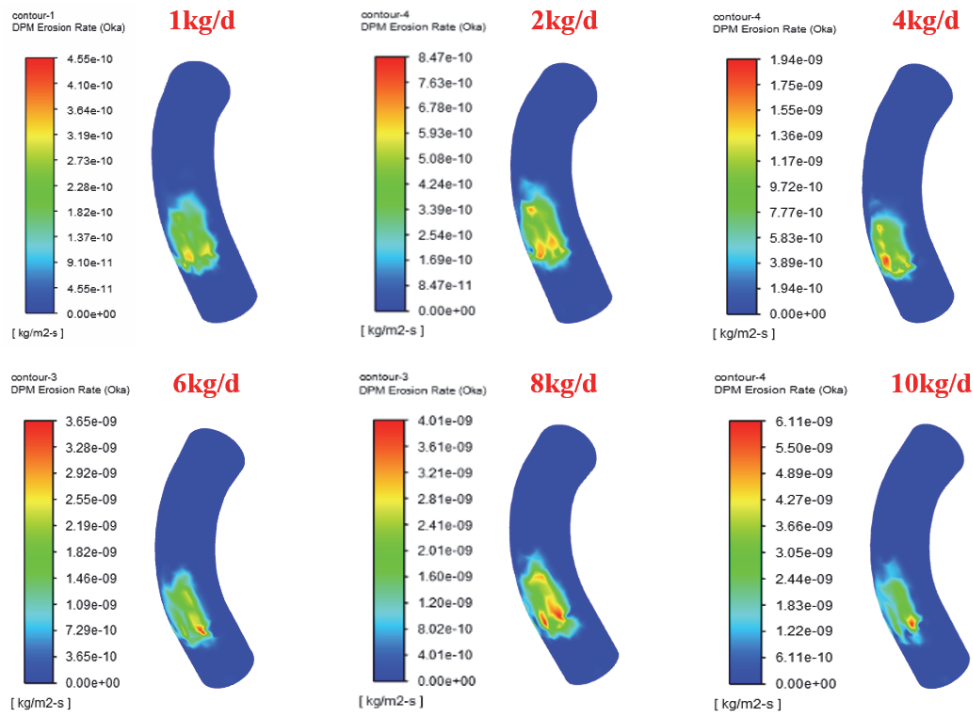 contour-1
DPM Erosion Rate (Oka)
1kg/d
4.55e-10
4.10e-10
3.64e-10
3.19e-10
2.73e-10
2.28e-10
1.82e-10
1.37e-10
9.10e-11
4.55e-11
0.00e+00
[ kg/m2-s ]
contour-4
DPM Erosion Rate (Oka)
2kg/d
8.47e-10
7.63e-10
6.78e-10
5.93e-10
5.08e-10
4.24e-10
3.39e-10
2.54e-10
1.69e-10
8.47e-11
0.00e+00
[ kg/m2-s ]
contour-4
DPM Erosion Rate (Oka)
4kg/d
1.94e-09
1.75e-09
1.55e-09
1.36e-09
1.17e-09
9.72e-10
7.77e-10
5.83e-10
3.89e-10
1.94e-10
0.00e+00
[ kg/m2-s ]
contour-3
DPM Erosion Rate (Oka)
6kg/d
3.65e-09
3.28e-09
2.92e-09
2.55e-09
2.19e-09
1.82e-09
1.46e-09
1.09e-09
7.29e-10
3.65e-10
0.00e+00
[ kg/m2-s ]
contour-3
DPM Erosion Rate (Oka)
8kg/d
4.01e-09
3.61e-09
3.21e-09
2.81e-09
2.41e-09
2.01e-09
1.60e-09
1.20e-09
8.02e-10
4.01e-10
0.00e+00
[ kg/m2-s ]
contour-4
DPM Erosion Rate (Oka)
10kg/d
6.11e-09
5.50e-09
4.89e-09
4.27e-09
3.66e-09
3.05e-09
2.44e-09
1.83e-09
1.22e-09
6.11e-10
0.00e+00
[ kg/m2-s ]